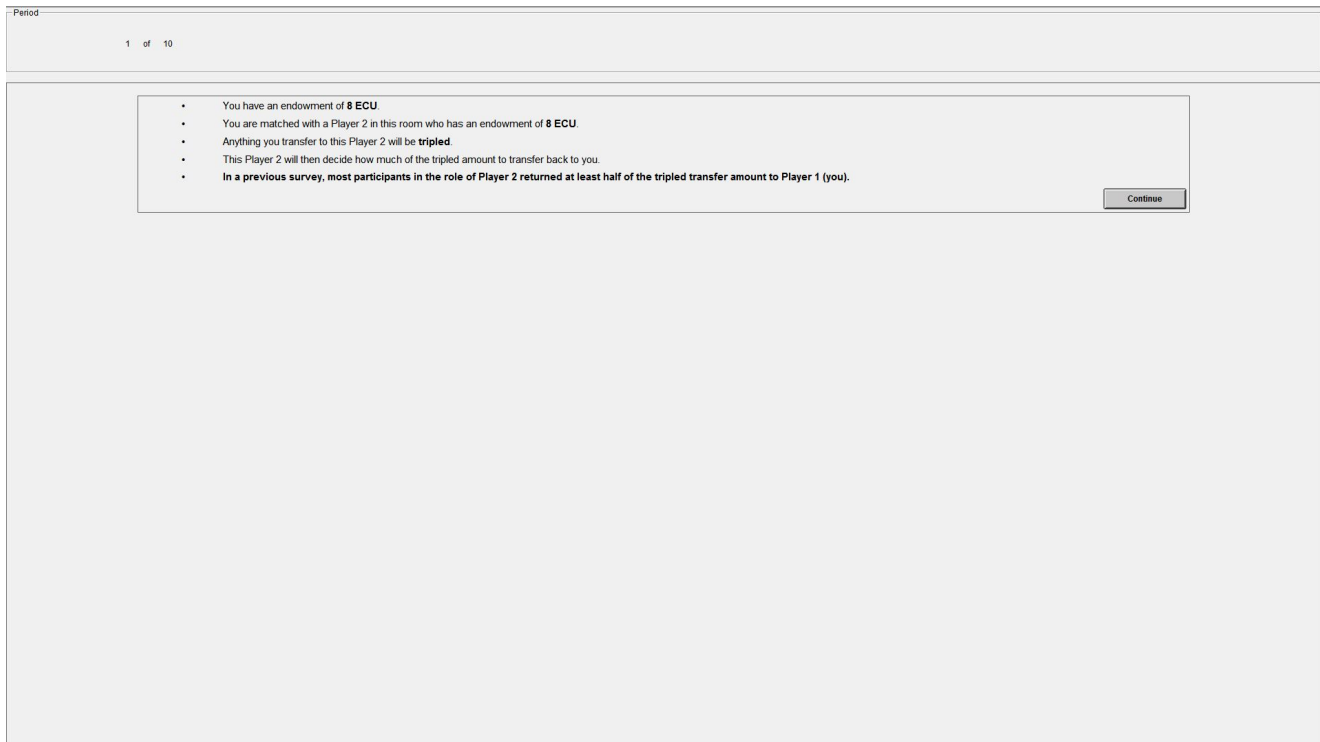 Period
1 of 10
• You have an endowment of 8 ECU.
• You are matched with a Player 2 in this room who has an endowment of 8 ECU.
• Anything you transfer to this Player 2 will be tripled.
• This Player 2 will then decide how much of the tripled amount to transfer back to you.
• In a previous survey, most participants in the role of Player 2 returned at least half of the tripled transfer amount to Player 1 (you).
Continue